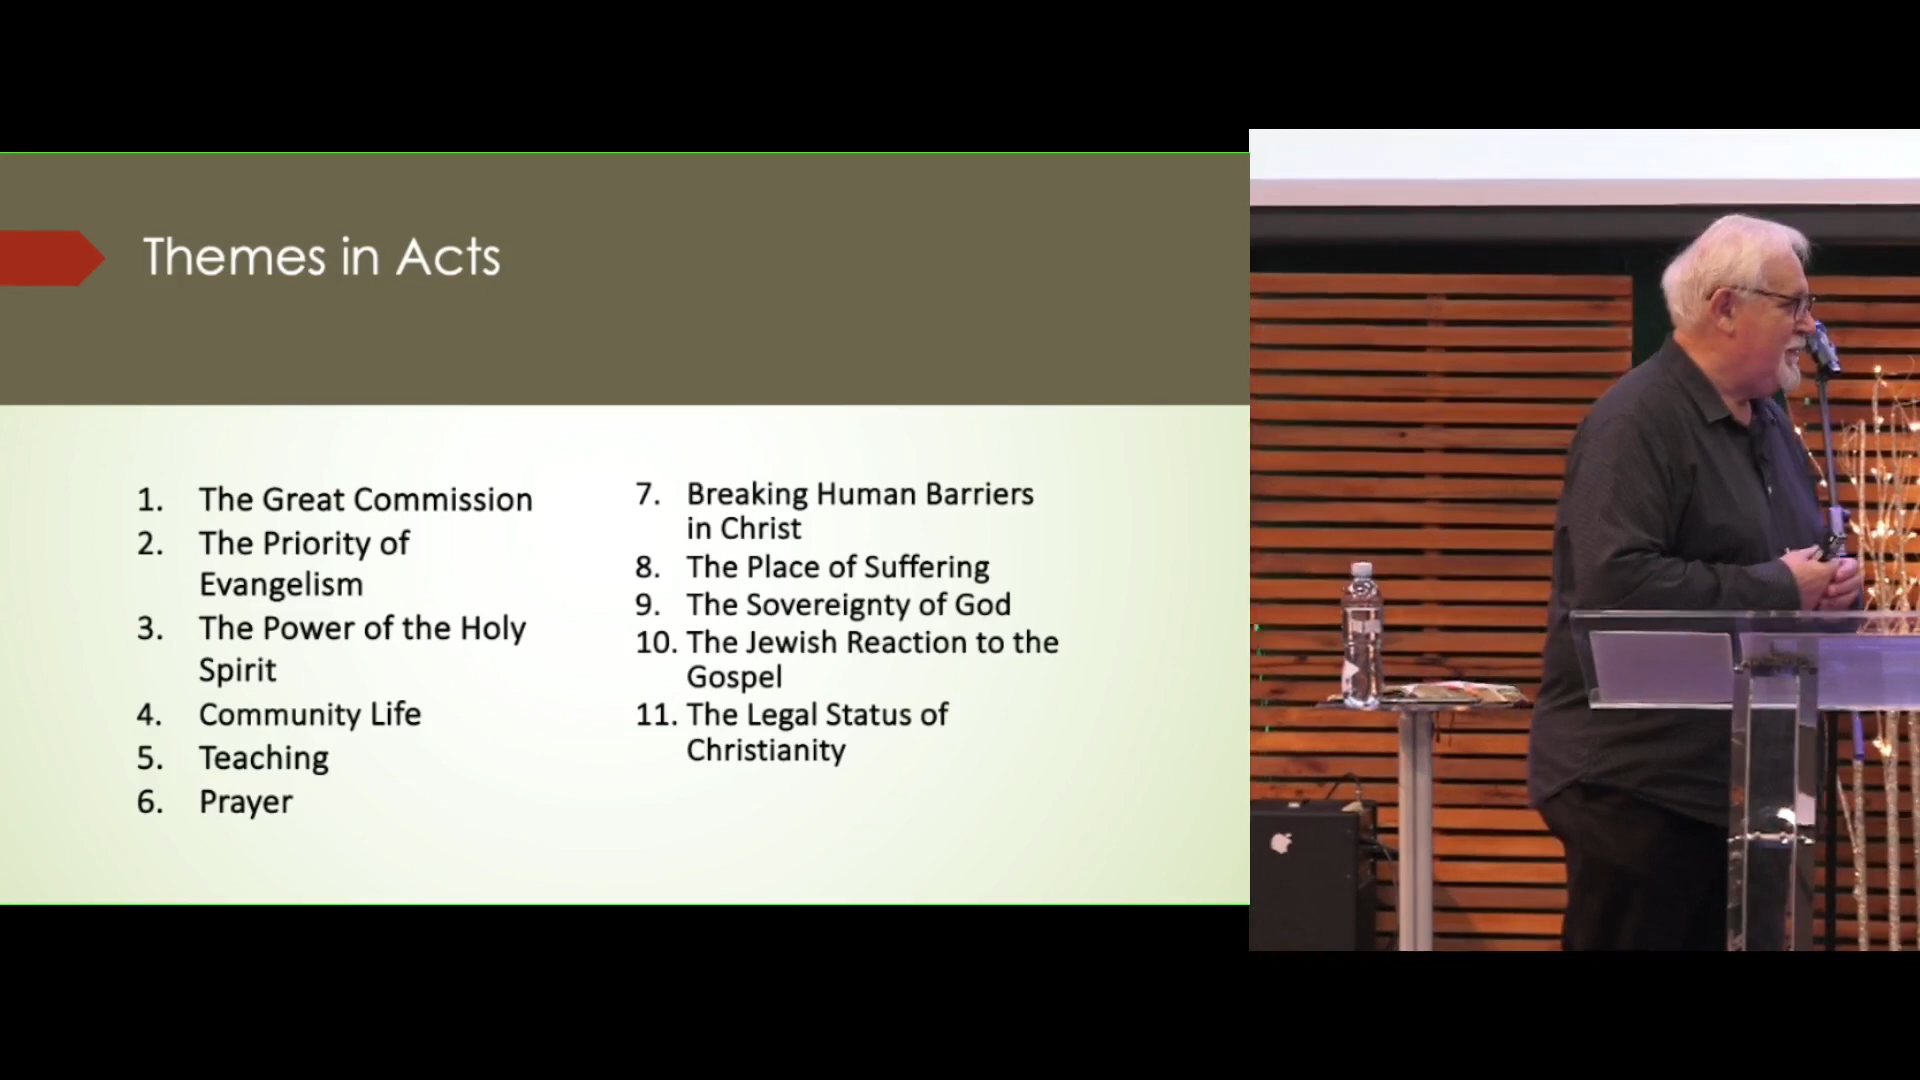 Themes in Acts
1. The Great Commission
2. The Priority of
Evangelism
3. The Power of the Holy
Spirit
4. Community Life
5. Teaching
6. Prayer
7. Breaking Human Barriers
in Christ
8. The Place of Suffering
9. The Sovereignty of God
10. The Jewish Reaction to the
Gospel
11. The Legal Status of
Christianity